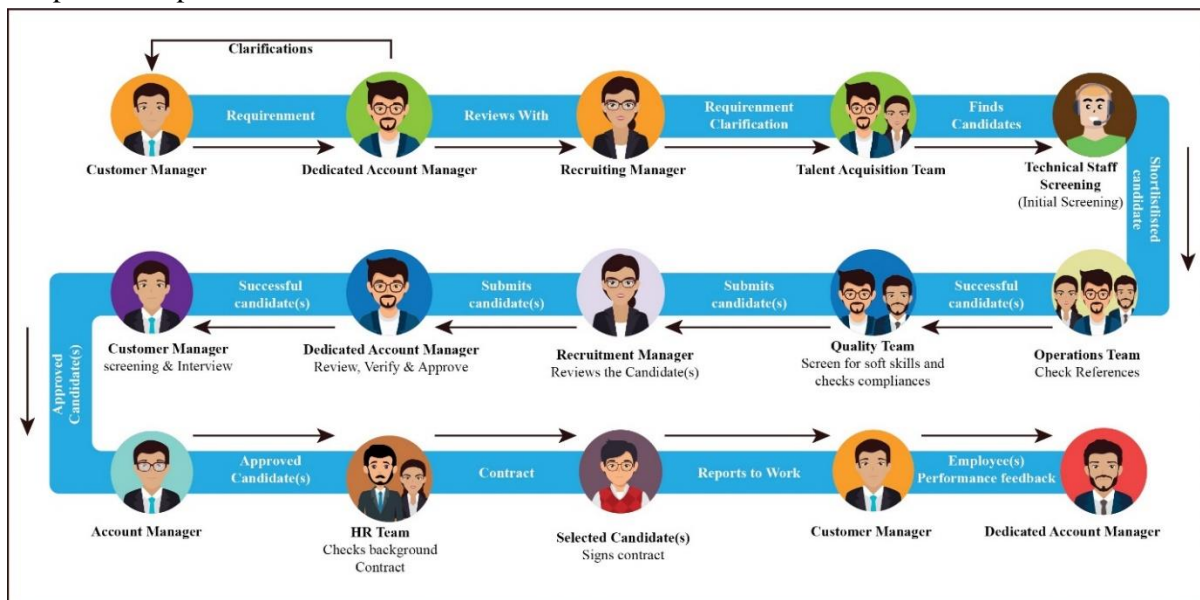 Clarifications
Requirenment
Reviews With
Requirenment
Clarification
Finds
Candidates
Customer Manager
Dedicated Account Manager
Recruiting Manager
Talent Acquisition Team
Technical Staff
Screening
(Initial Screening)
Shortlistlisted
candidate
Successful
candidate(s)
Submits
candidate(s)
Submits
candidate(s)
Successful
candidate(s)
Customer Manager
screening & Interview
Dedicated Account Manager
Review, Verify & Approve
Recruitment Manager
Reviews the Candidate(s)
Quality Team
Screen for soft skills and
checks compliances
Operations Team
Check References
Approved
Candidate(s)
Approved
Candidate(s)
Contract
Reports to Work
Employee(s)
Performance feedback
Account Manager
HR Team
Checks background
Contract
Selected Candidate(s)
Signs contract
Customer Manager
Dedicated Account Manager